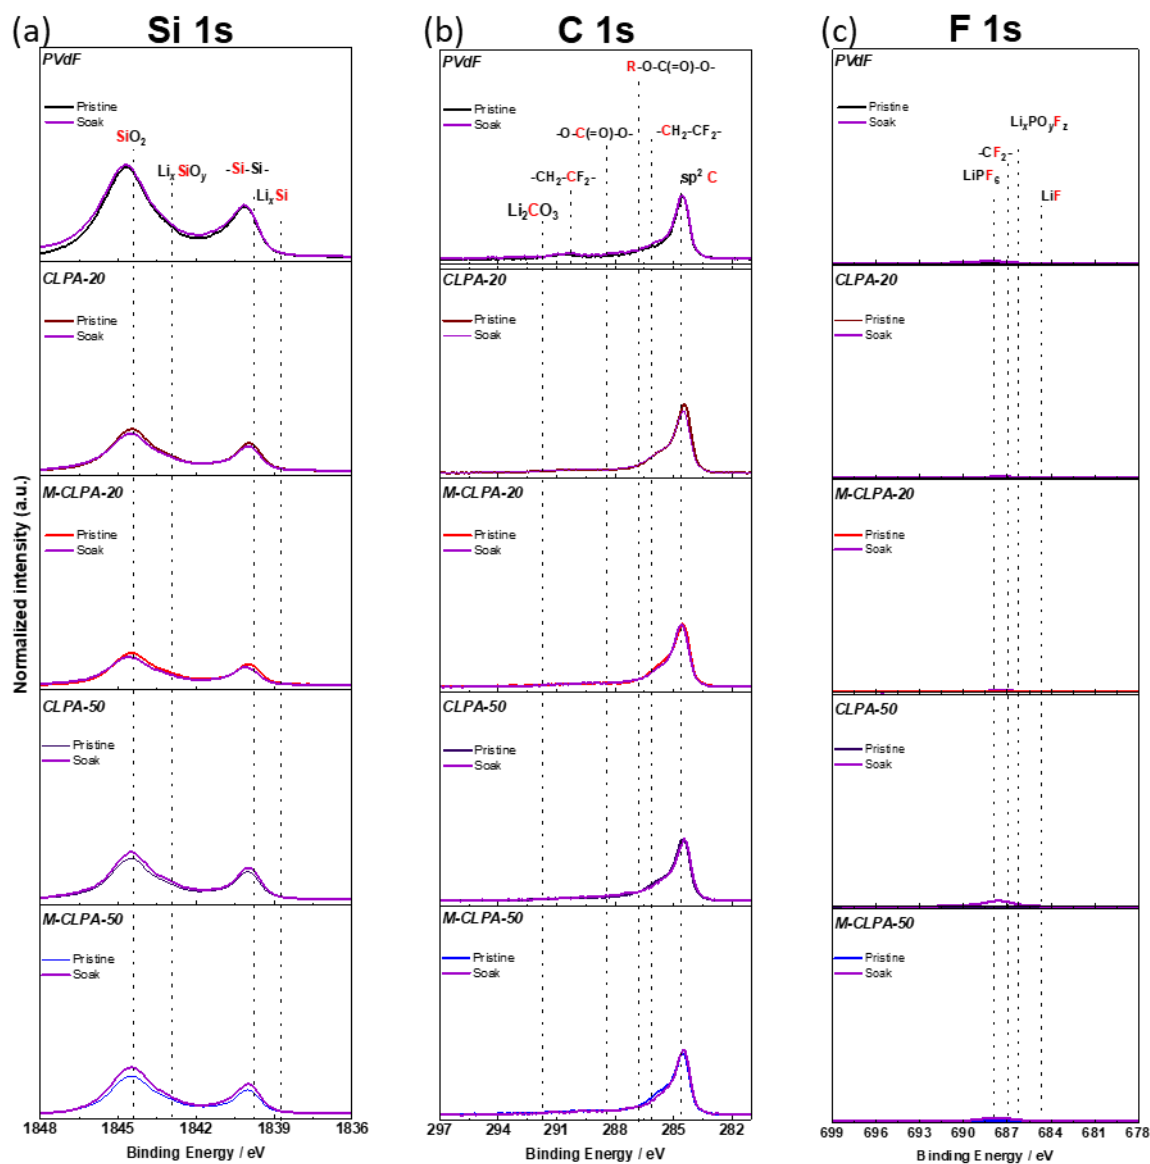 (a) Si 1s
PVdF
Pristine
Soak
SiO₂
LiₓSiOᵧ
-Si-Si-
LiₓSi
CLPA-20
Pristine
Soak
M-CLPA-20
Pristine
Soak
CLPA-50
Pristine
Soak
M-CLPA-50
Pristine
Soak
1848 1845 1842 1839 1836
Binding Energy / eV
Normalized intensity (a.u.)
(b) C 1s
PVdF
R-O-C(=O)-O-
Pristine
Soak
-O-C(=O)-O-
-CH₂-CF₂-
-CH₂-CF₂-
sp² C
Li₂CO₃
CLPA-20
Pristine
Soak
M-CLPA-20
Pristine
Soak
CLPA-50
Pristine
Soak
M-CLPA-50
Pristine
Soak
297 294 291 288 285 282
Binding Energy / eV
(c) F 1s
PVdF
Pristine
Soak
LiₓPOᵧF_z
-CF₂-
LiPF₆
LiF
CLPA-20
Pristine
Soak
M-CLPA-20
Pristine
Soak
CLPA-50
Pristine
Soak
M-CLPA-50
Pristine
Soak
699 696 693 690 687 684 681 678
Binding Energy / eV